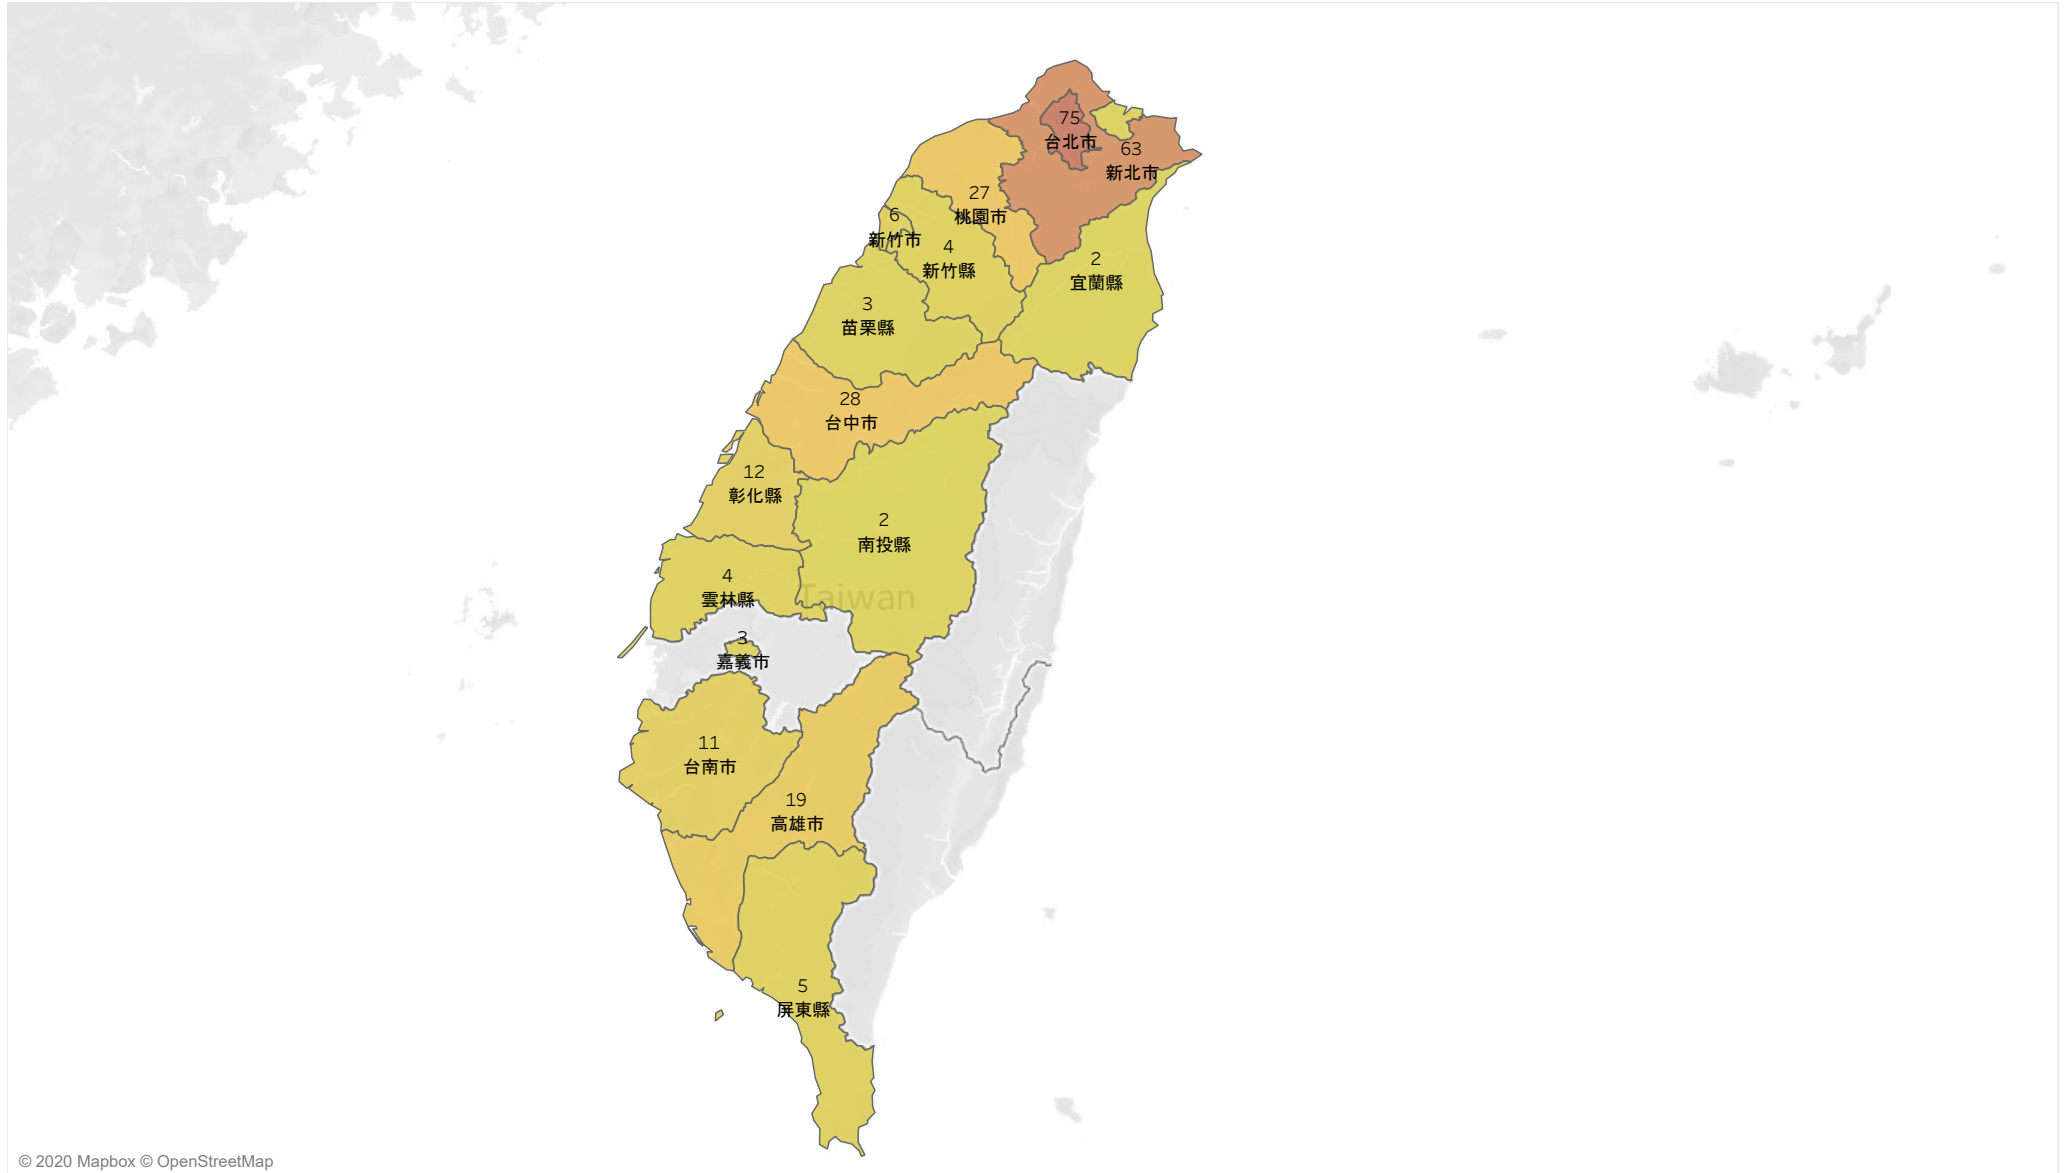 75
台北市
63
新北市
27
桃園市
6
新竹市
4
新竹縣
2
宜蘭縣
3
苗栗縣
28
台中市
12
彰化縣
2
南投縣
4
雲林縣
Taiwan
3
嘉義市
11
台南市
19
高雄市
5
屏東縣
© 2020 Mapbox © OpenStreetMap